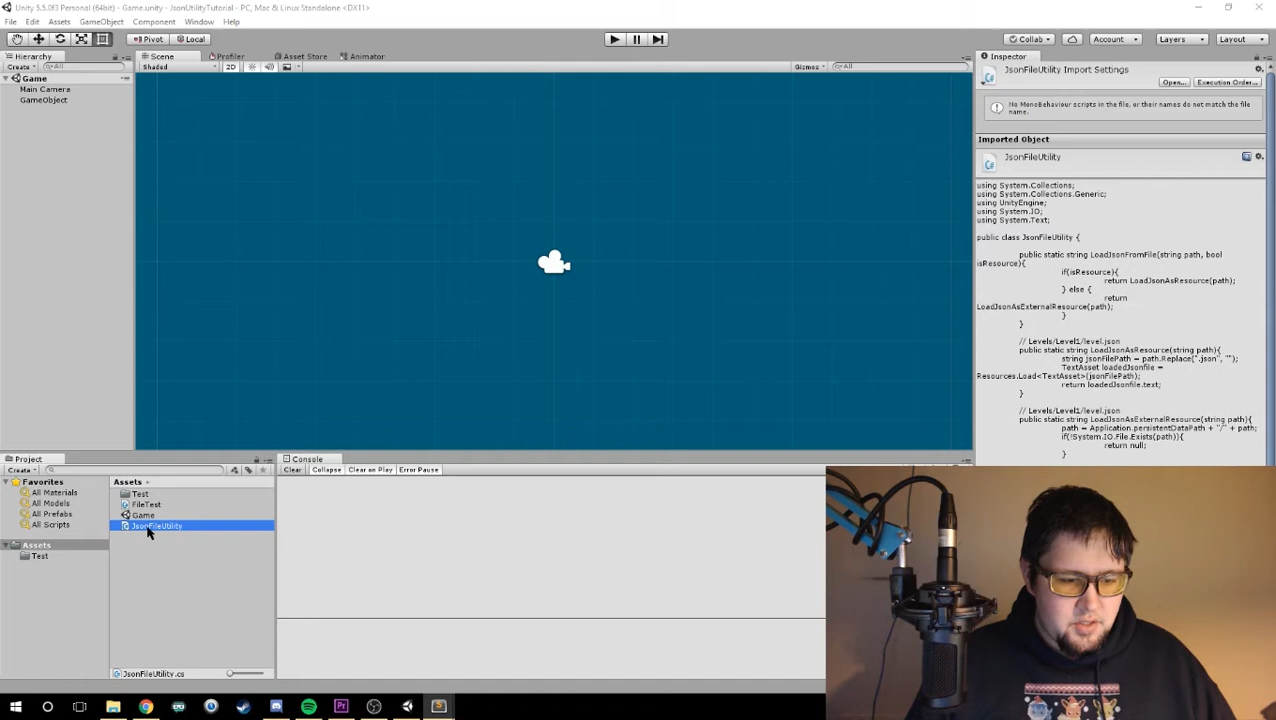 Unity 5.5.0f3 Personal (64bit) - Game.unity - JsonUtilityTutorial - PC, Mac & Linux Standalone <DX11>
File Edit Assets GameObject Component Window Help
Pivot Local Collab Account Layers Layout
Hierarchy Scene Profiler Asset Store Animator Inspector
Create All Shaded 2D Gizmos All
Game
Main Camera
GameObject
JsonFileUtility Import Settings
Open... Execution Order...
No MonoBehaviour scripts in the file, or their names do not match the file
name.
Imported Object
JsonFileUtility
using System.Collections;
using System.Collections.Generic;
using UnityEngine;
using System.IO;
using System.Text;
public class JsonFileUtility {
public static string LoadJsonFromFile(string path, bool
isResource){
if(isResource){
return LoadJsonAsResource(path);
} else {
return
LoadJsonAsExternalResource(path);
}
}
// Levels/Level1/level.json
public static string LoadJsonAsResource(string path){
string jsonFilePath = path.Replace(".json", "");
TextAsset loadedJsonfile =
Resources.Load<TextAsset>(jsonFilePath);
return loadedJsonfile.text;
}
// Levels/Level1/level.json
public static string LoadJsonAsExternalResource(string path){
path = Application.persistentDataPath + "/" + path;
if(!System.IO.File.Exists(path)){
return null;
}
Project Console
Create Clear Collapse Clear on Play Error Pause
Favorites
All Materials
All Models
All Prefabs
All Scripts
Assets
Test
Assets
Test
FileTest
Game
JsonFileUtility
JsonFileUtility.cs